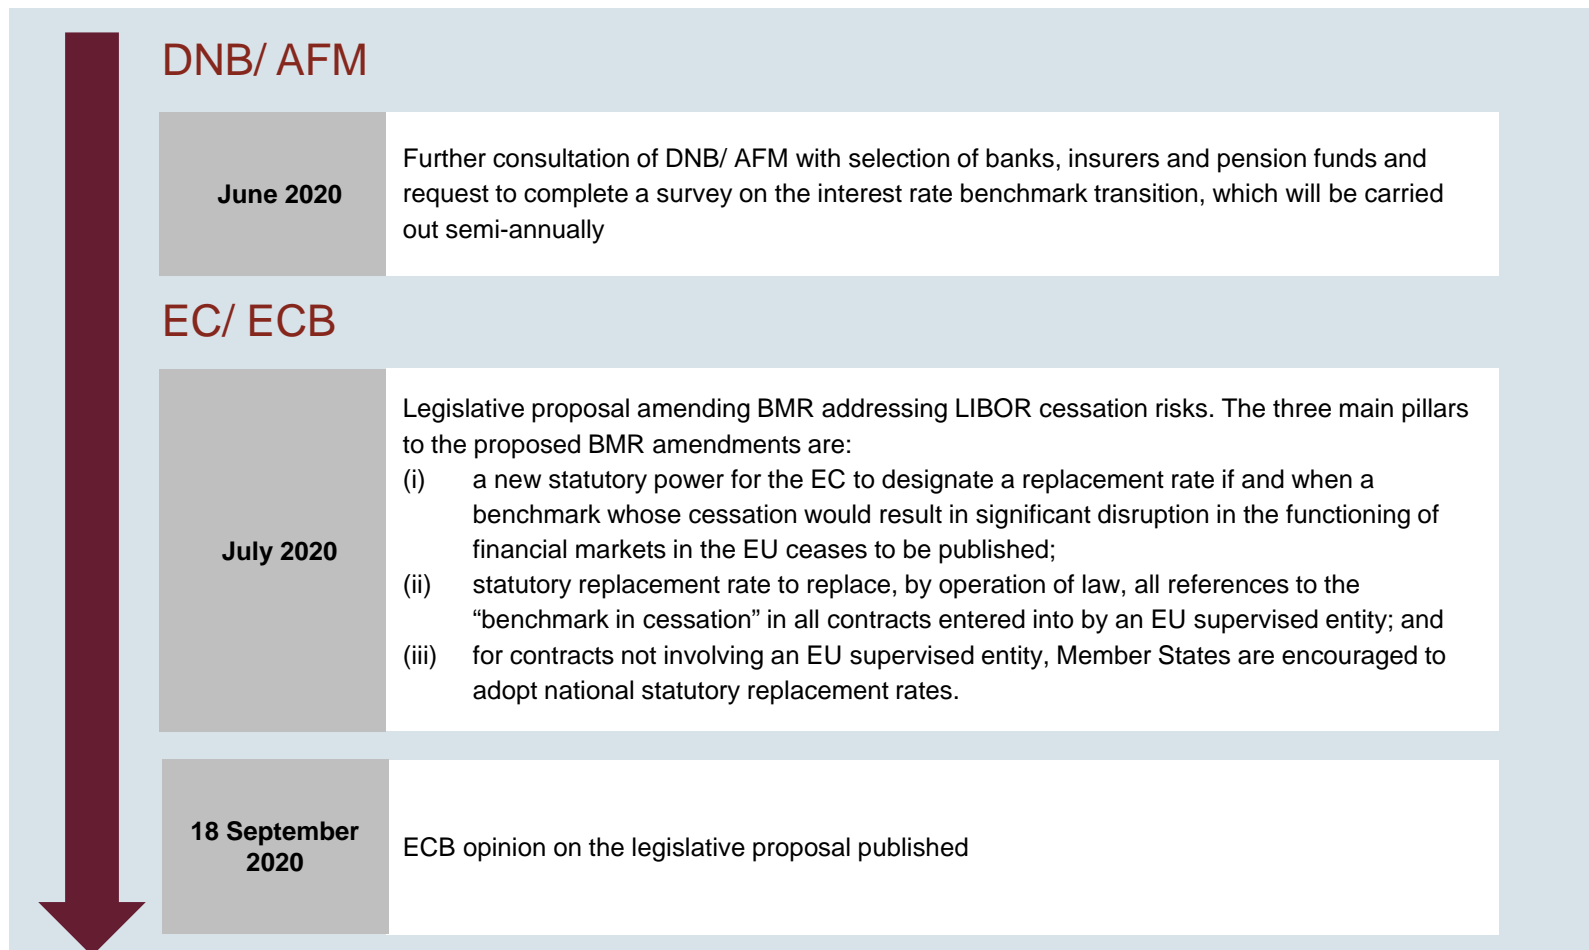 DNB/ AFM
June 2020
Further consultation of DNB/ AFM with selection of banks, insurers and pension funds and
request to complete a survey on the interest rate benchmark transition, which will be carried
out semi-annually
EC/ ECB
July 2020
Legislative proposal amending BMR addressing LIBOR cessation risks. The three main pillars
to the proposed BMR amendments are:
(i) a new statutory power for the EC to designate a replacement rate if and when a
benchmark whose cessation would result in significant disruption in the functioning of
financial markets in the EU ceases to be published;
(ii) statutory replacement rate to replace, by operation of law, all references to the
“benchmark in cessation” in all contracts entered into by an EU supervised entity; and
(iii) for contracts not involving an EU supervised entity, Member States are encouraged to
adopt national statutory replacement rates.
18 September
2020
ECB opinion on the legislative proposal published